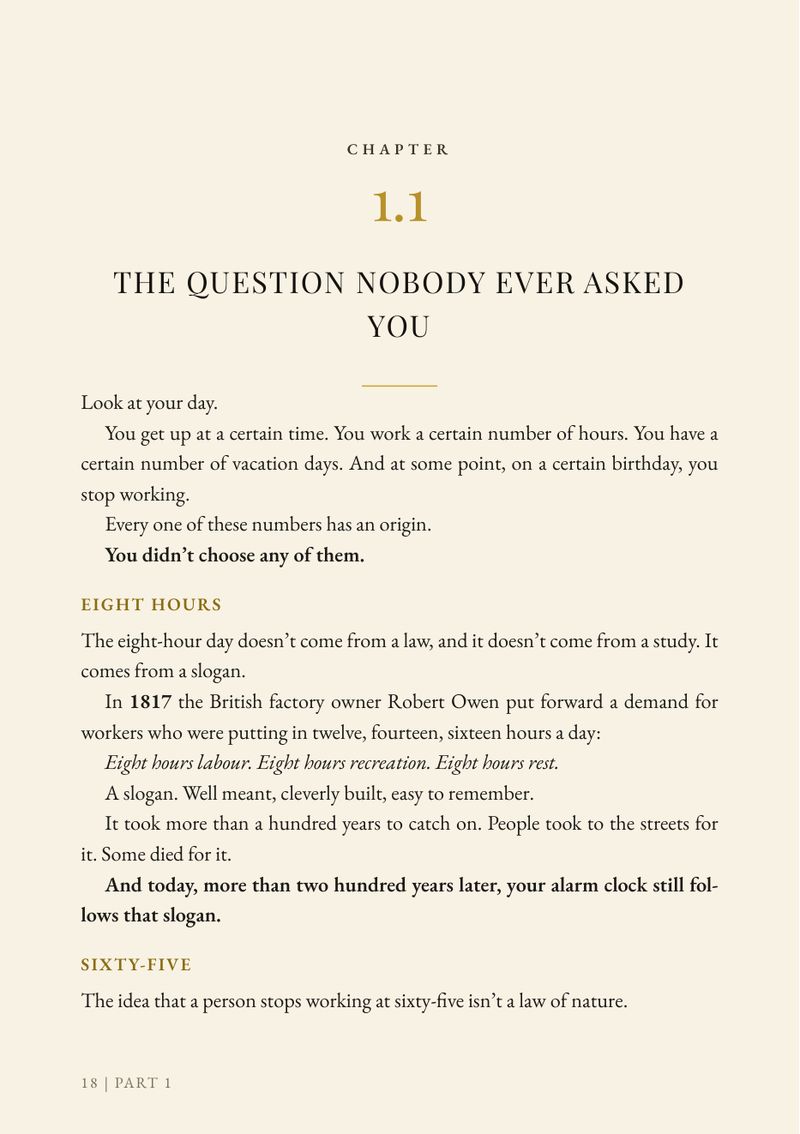 CHAPTER
1.1
THE QUESTION NOBODY EVER ASKED
YOU
Look at your day.
You get up at a certain time. You work a certain number of hours. You have a
certain number of vacation days. And at some point, on a certain birthday, you
stop working.
Every one of these numbers has an origin.
You didn’t choose any of them.
EIGHT HOURS
The eight-hour day doesn’t come from a law, and it doesn’t come from a study. It
comes from a slogan.
In 1817 the British factory owner Robert Owen put forward a demand for
workers who were putting in twelve, fourteen, sixteen hours a day:
Eight hours labour. Eight hours recreation. Eight hours rest.
A slogan. Well meant, cleverly built, easy to remember.
It took more than a hundred years to catch on. People took to the streets for
it. Some died for it.
And today, more than two hundred years later, your alarm clock still fol-
lows that slogan.
SIXTY-FIVE
The idea that a person stops working at sixty-five isn’t a law of nature.
18 | PART 1